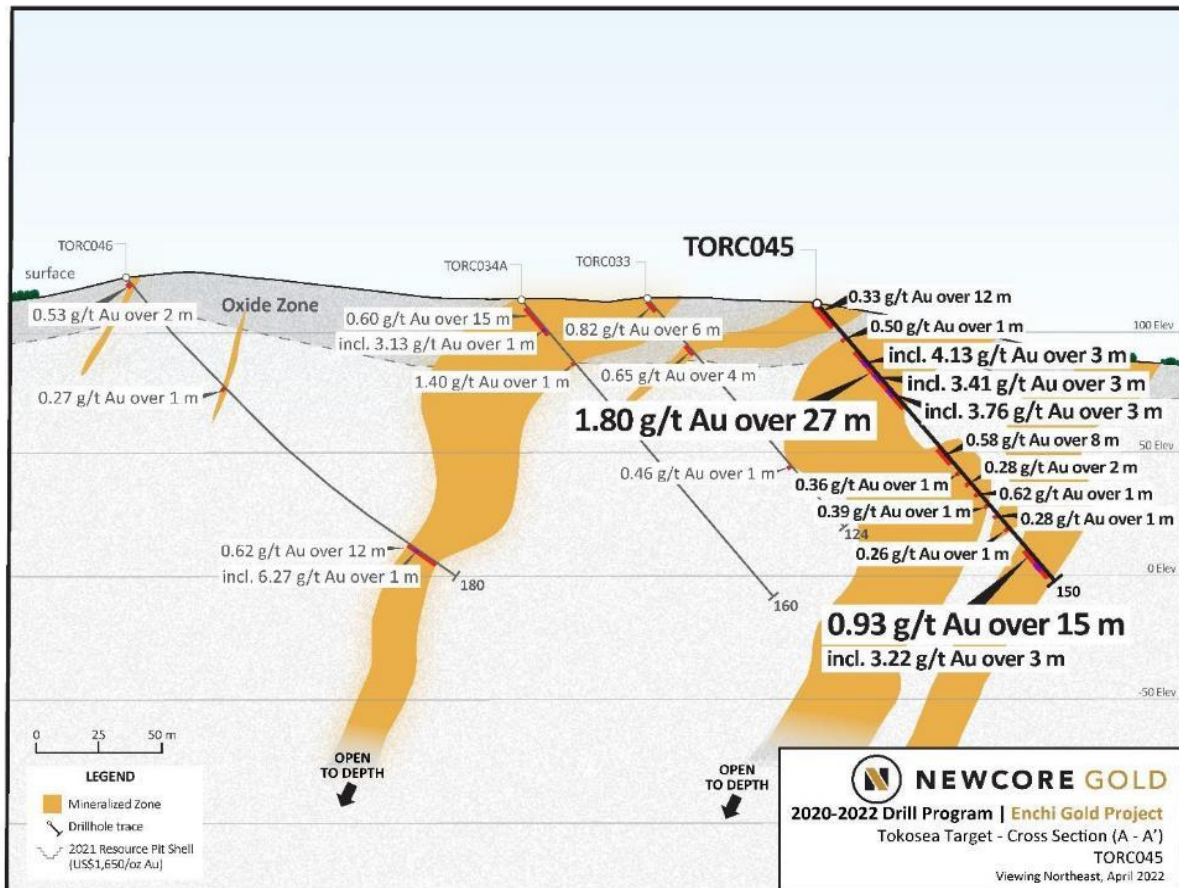 TORC046
surface
0.53 g/t Au over 2 m
Oxide Zone
0.27 g/t Au over 1 m
TORC034A
0.60 g/t Au over 15 m
incl. 3.13 g/t Au over 1 m
1.40 g/t Au over 1 m
TORC033
0.82 g/t Au over 6 m
0.65 g/t Au over 4 m
TORC045
0.33 g/t Au over 12 m
0.50 g/t Au over 1 m
incl. 4.13 g/t Au over 3 m
incl. 3.41 g/t Au over 3 m
incl. 3.76 g/t Au over 3 m
1.80 g/t Au over 27 m
0.58 g/t Au over 8 m
0.46 g/t Au over 1 m
0.28 g/t Au over 2 m
0.36 g/t Au over 1 m
0.62 g/t Au over 1 m
0.39 g/t Au over 1 m
0.28 g/t Au over 1 m
124
0.26 g/t Au over 1 m
0.62 g/t Au over 12 m
incl. 6.27 g/t Au over 1 m
180
160
150
0.93 g/t Au over 15 m
incl. 3.22 g/t Au over 3 m
100 Elev
50 Elev
0 Elev
-50 Elev
0 25 50 m
LEGEND
Mineralized Zone
Drillhole trace
2021 Resource Pit Shell
(US$1,650/oz Au)
OPEN
TO DEPTH
OPEN
TO DEPTH
NEWCORE GOLD
2020-2022 Drill Program | Enchi Gold Project
Tokosea Target - Cross Section (A - A')
TORC045
Viewing Northeast, April 2022